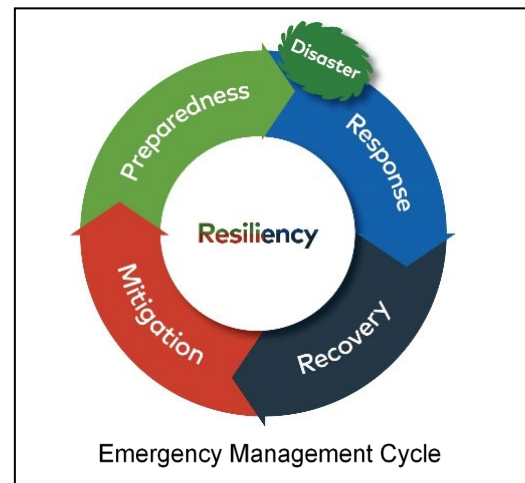 Disaster
Preparedness
Response
Resiliency
Mitigation
Recovery
Emergency Management Cycle